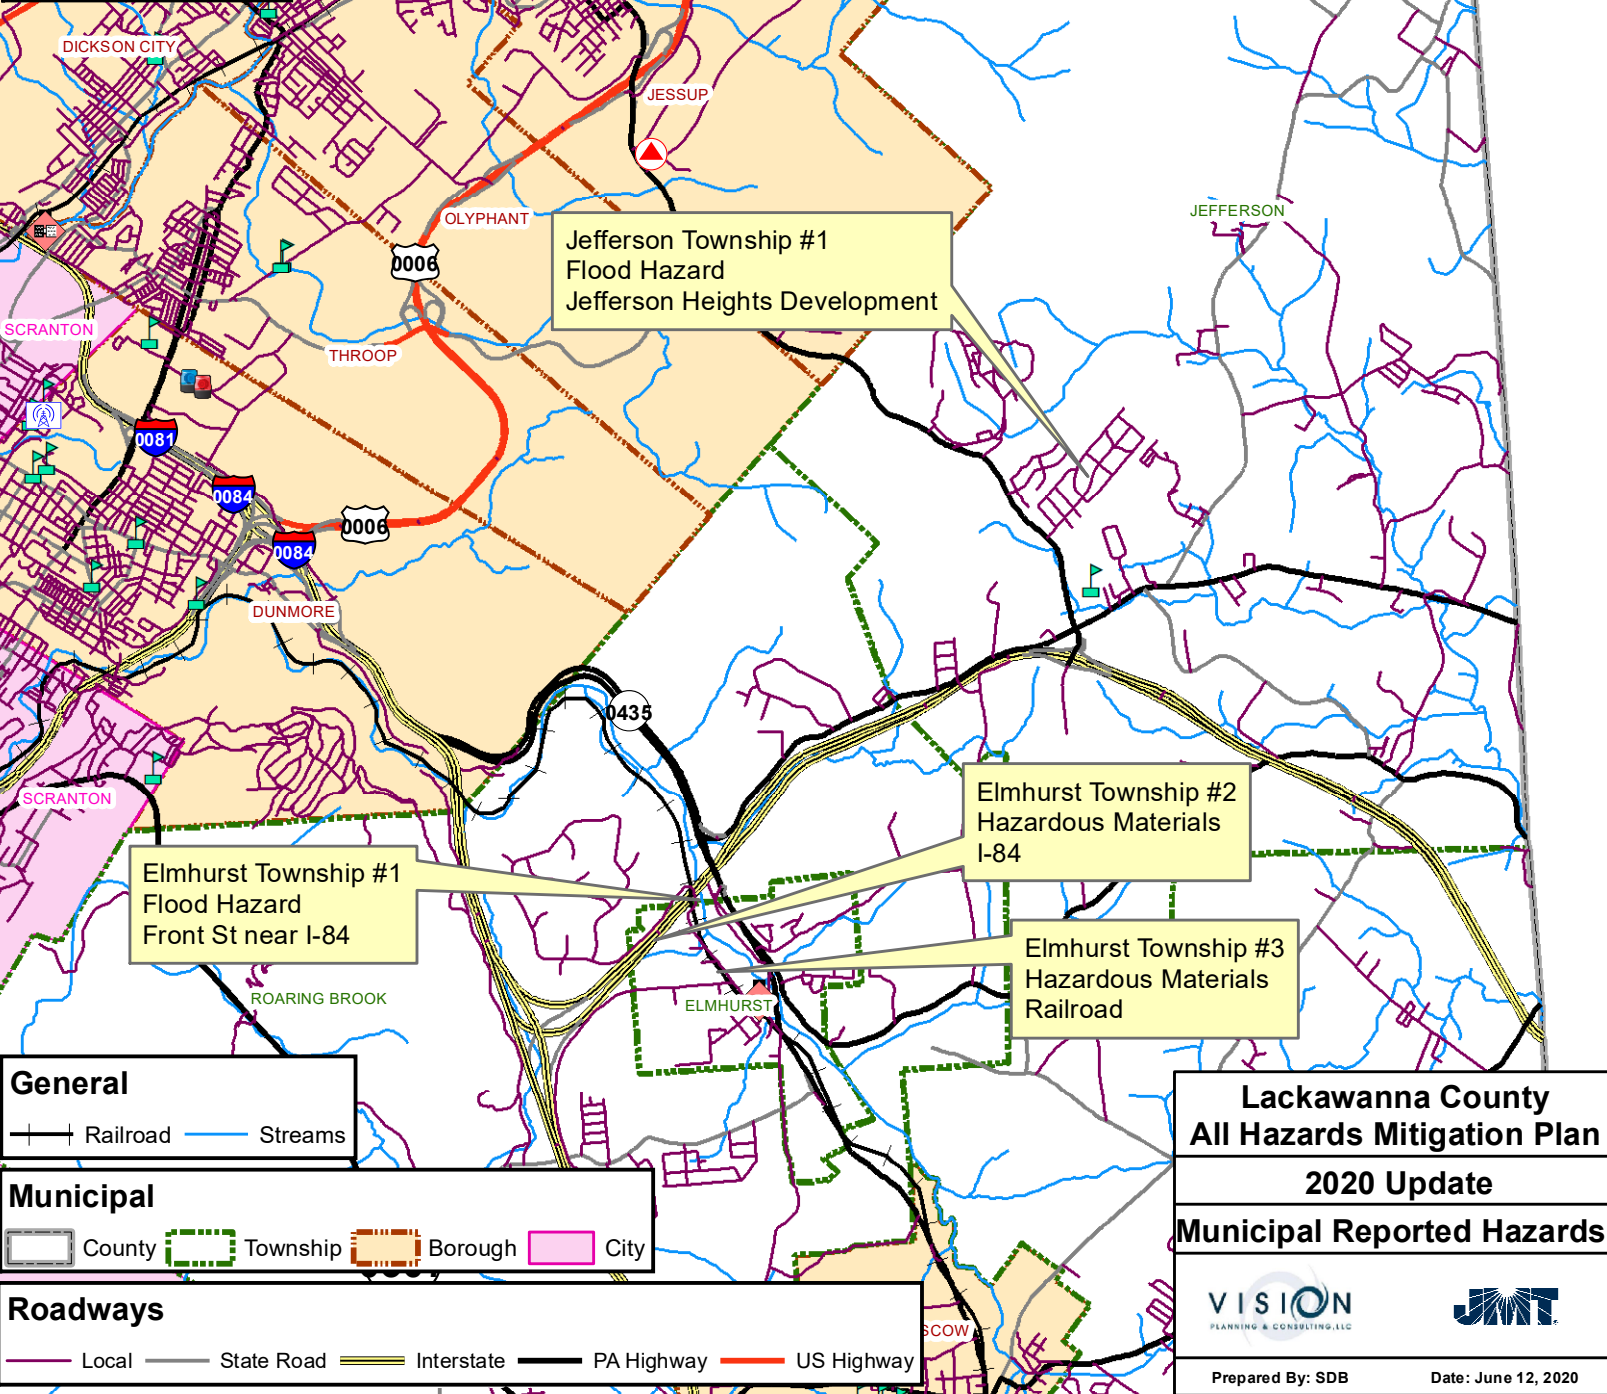 DICKSON CITY
JESSUP
OLYPHANT
0006
JEFFERSON
Jefferson Township #1
Flood Hazard
Jefferson Heights Development
SCRANTON
THROOP
0081
0084
0006
0084
DUNMORE
0435
SCRANTON
Elmhurst Township #2
Hazardous Materials
I-84
Elmhurst Township #1
Flood Hazard
Front St near I-84
Elmhurst Township #3
Hazardous Materials
Railroad
ROARING BROOK
ELMHURST
General
Railroad
Streams
Municipal
County
Township
Borough
City
Roadways
Local
State Road
Interstate
PA Highway
US Highway
SCOW
Lackawanna County
All Hazards Mitigation Plan
2020 Update
Municipal Reported Hazards
VISION
PLANNING & CONSULTING, LLC
JMT
Prepared By: SDB
Date: June 12, 2020